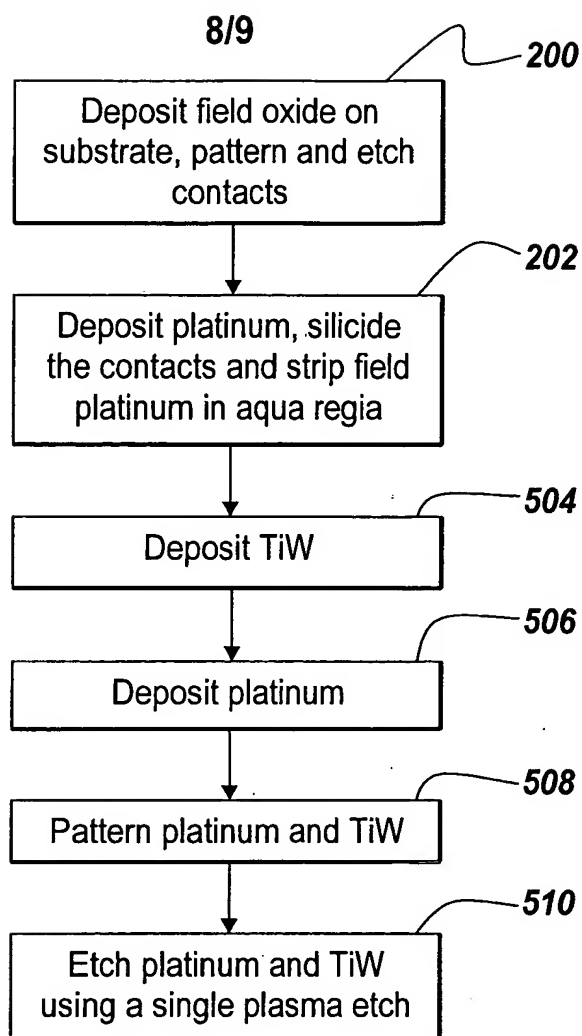 8/9
200
Deposit field oxide on
substrate, pattern and etch
contacts
202
Deposit platinum, silicide
the contacts and strip field
platinum in aqua regia
504
Deposit TiW
506
Deposit platinum
508
Pattern platinum and TiW
510
Etch platinum and TiW
using a single plasma etch